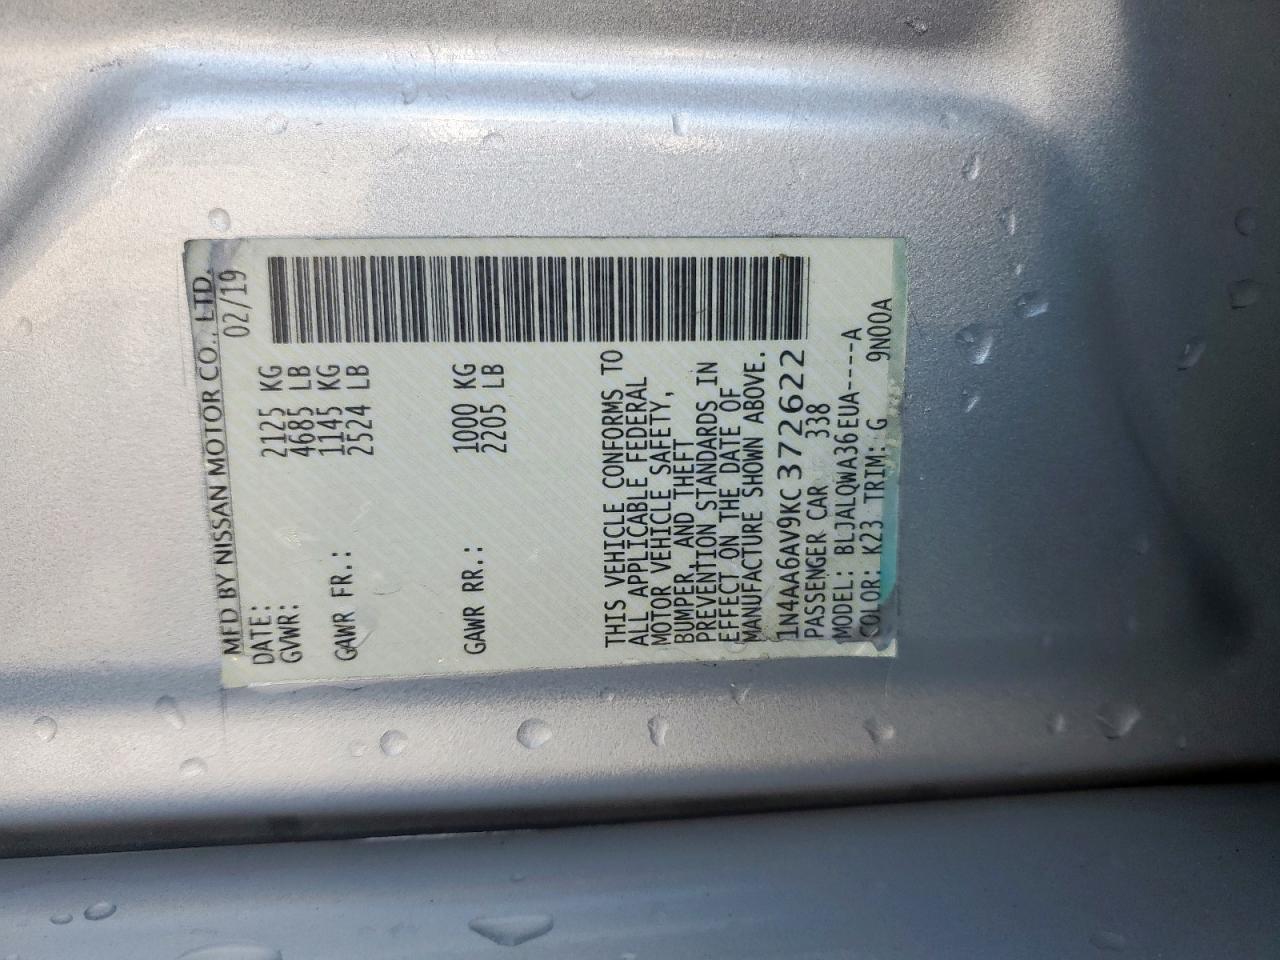 MFD BY NISSAN MOTOR CO., LTD.
DATE: 02/19
GVWR: 2125 KG
4685 LB
GAWR FR.: 1145 KG
2524 LB
GAWR RR.: 1000 KG
2205 LB
THIS VEHICLE CONFORMS TO
ALL APPLICABLE FEDERAL
MOTOR VEHICLE SAFETY,
BUMPER AND THEFT
PREVENTION STANDARDS IN
EFFECT ON THE DATE OF
MANUFACTURE SHOWN ABOVE.
1N4AA6AV9KC372622
PASSENGER CAR 338
MODEL: BLJALQWA36EUA----A
COLOR: K23 TRIM: G 9N00A